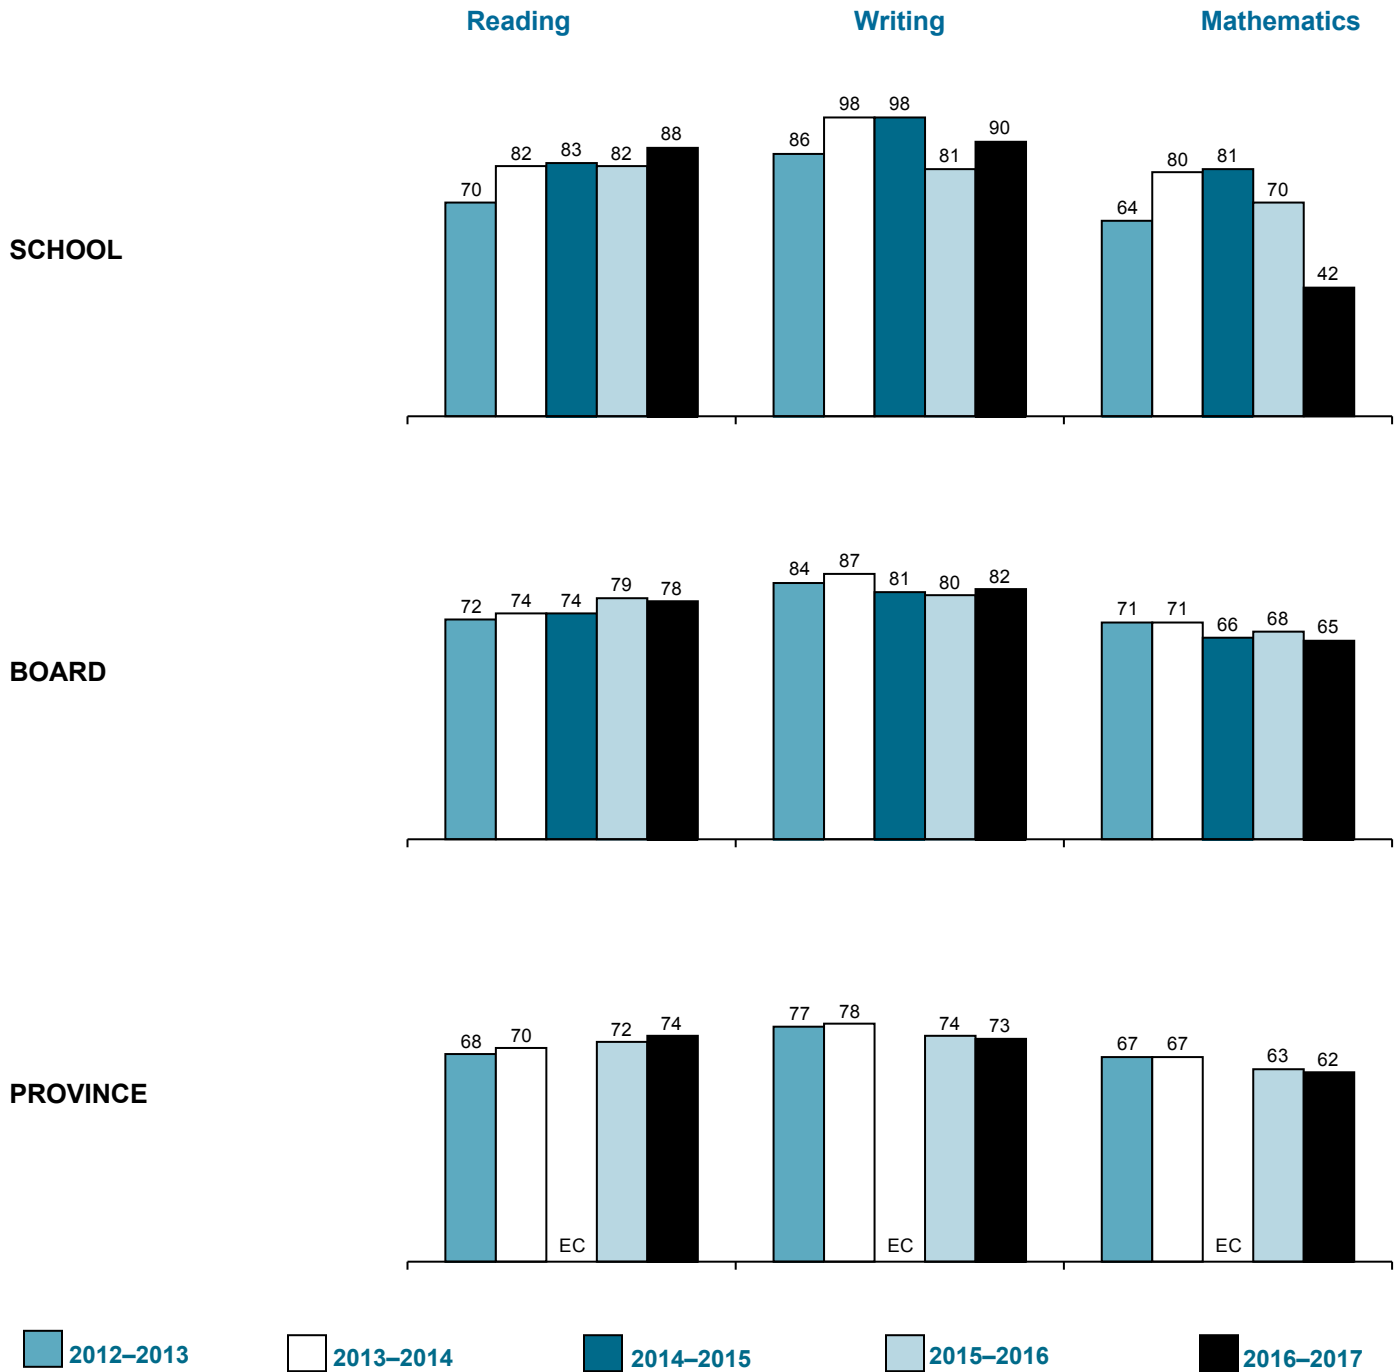 Reading Writing Mathematics
SCHOOL
70 82 83 82 88
86 98 98 81 90
64 80 81 70 42
BOARD
72 74 74 79 78
84 87 81 80 82
71 71 66 68 65
PROVINCE
68 70 EC 72 74
77 78 EC 74 73
67 67 EC 63 62
2012–2013 2013–2014 2014–2015 2015–2016 2016–2017